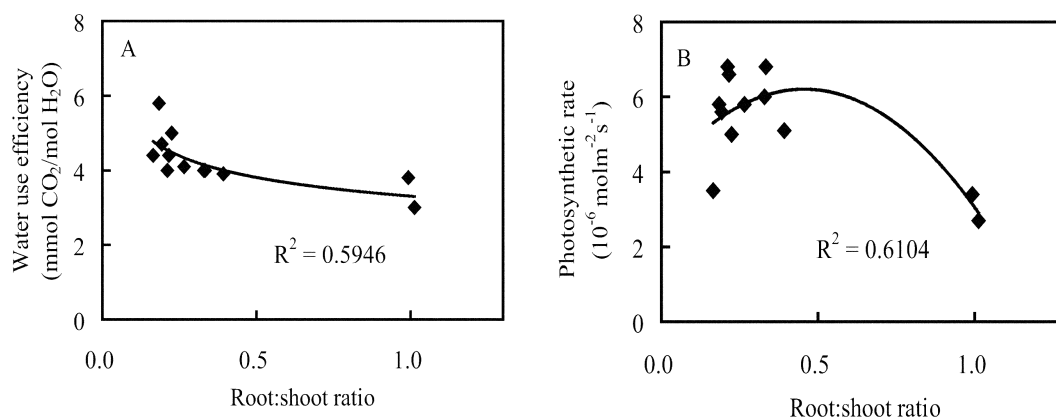 A
Water use efficiency
(mmol CO₂/mol H₂O)
8
6
4
2
0
R² = 0.5946
0.0 0.5 1.0
Root:shoot ratio
B
Photosynthetic rate
(10⁻⁶ molm⁻² s⁻¹)
8
6
4
2
0
R² = 0.6104
0.0 0.5 1.0
Root:shoot ratio